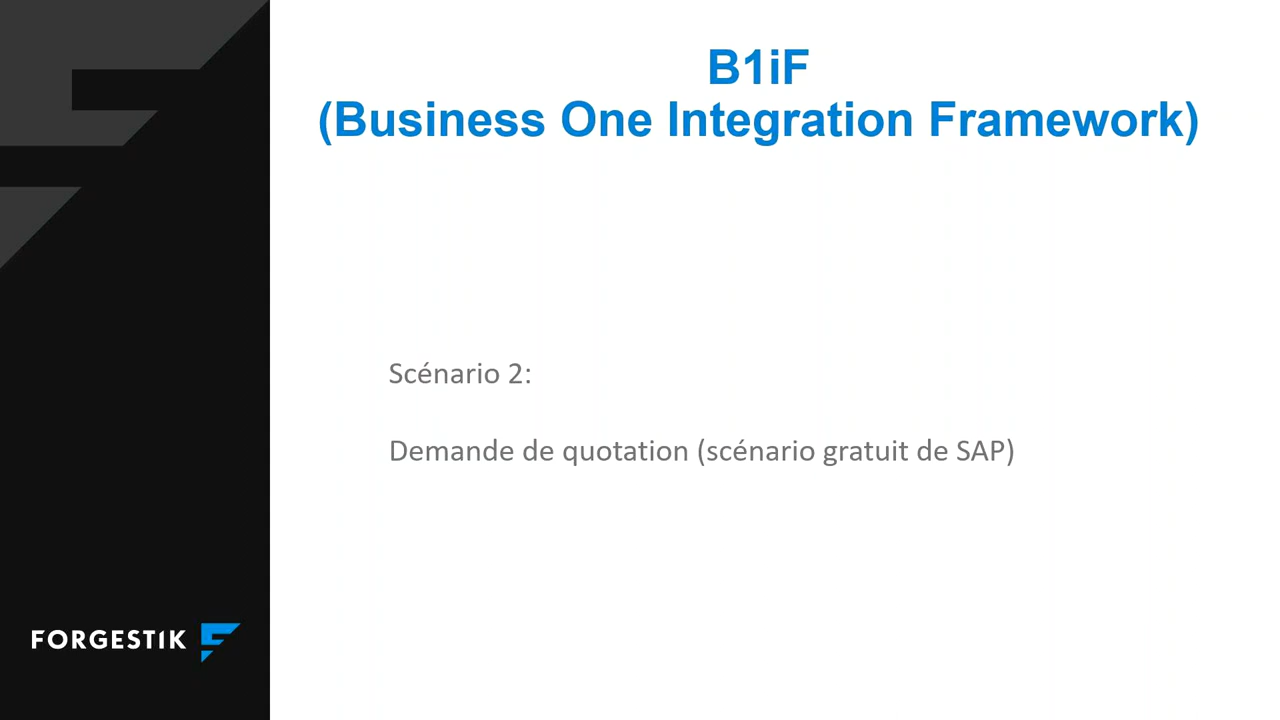 B1iF
(Business One Integration Framework)
Scénario 2:
Demande de quotation (scénario gratuit de SAP)
FORGESTIK